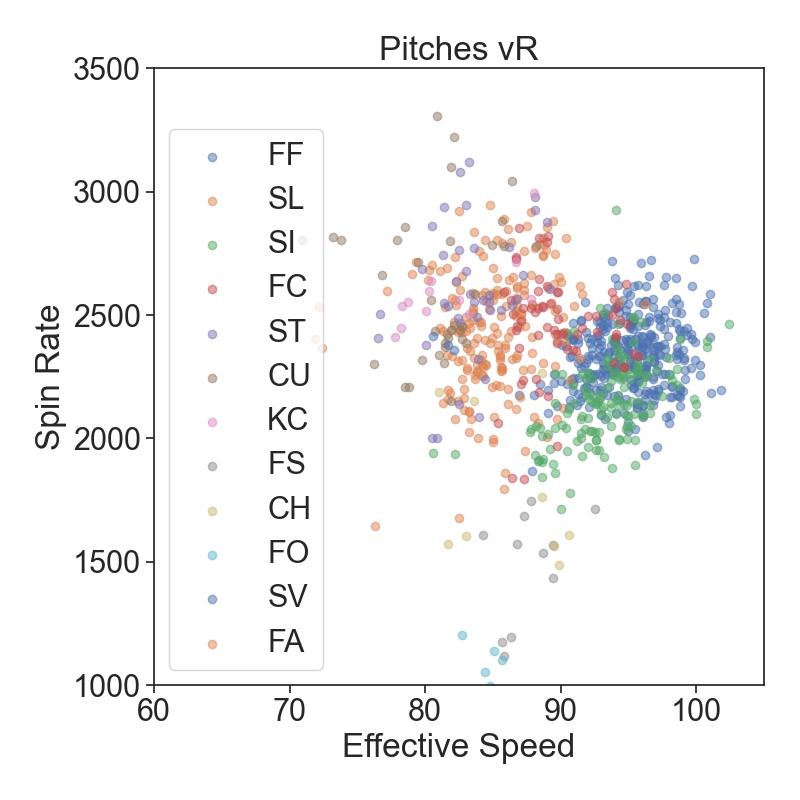 Pitches vR
3500
3000
2500
2000
1500
1000
Spin Rate
FF
SL
SI
FC
ST
CU
KC
FS
CH
FO
SV
FA
60 70 80 90 100
Effective Speed